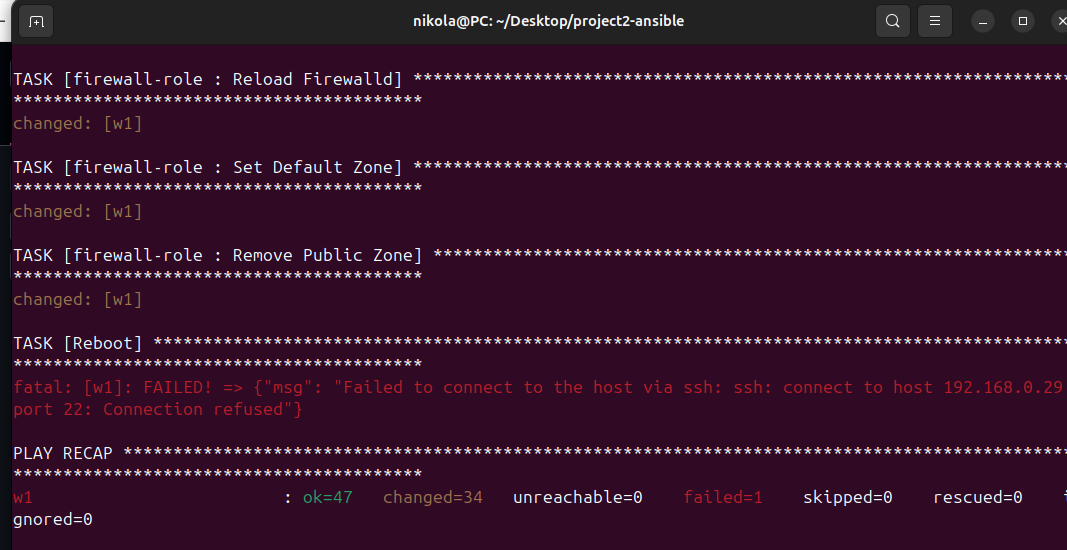 nikola@PC: ~/Desktop/project2-ansible
TASK [firewall-role : Reload Firewalld] ******************************************************************
*****************************************
changed: [w1]
TASK [firewall-role : Set Default Zone] ******************************************************************
*****************************************
changed: [w1]
TASK [firewall-role : Remove Public Zone] ****************************************************************
*****************************************
changed: [w1]
TASK [Reboot] ********************************************************************************************
*****************************************
fatal: [w1]: FAILED! => {"msg": "Failed to connect to the host via ssh: ssh: connect to host 192.168.0.29
port 22: Connection refused"}
PLAY RECAP ***********************************************************************************************
*****************************************
w1 : ok=47 changed=34 unreachable=0 failed=1 skipped=0 rescued=0 i
gnored=0